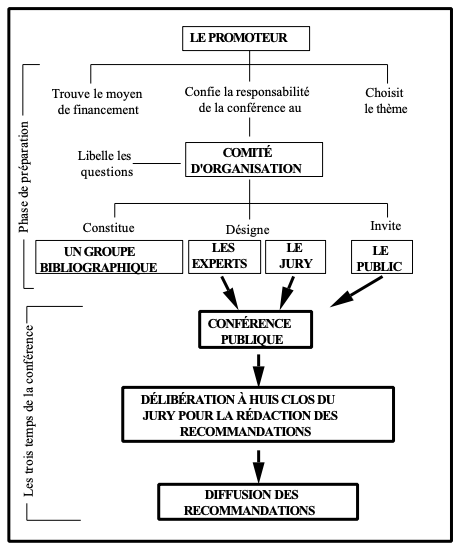 LE PROMOTEUR
Trouve le moyen
de financement
Confie la responsabilité
de la conférence au
Choisit
le thème
Phase de préparation
Libelle les
questions
COMITÉ
D'ORGANISATION
Constitue
Désigne
Invite
UN GROUPE
BIBLIOGRAPHIQUE
LES
EXPERTS
LE
JURY
LE
PUBLIC
Les trois temps de la conférence
CONFÉRENCE
PUBLIQUE
DÉLIBÉRATION À HUIS CLOS DU
JURY POUR LA RÉDACTION DES
RECOMMANDATIONS
DIFFUSION DES
RECOMMANDATIONS